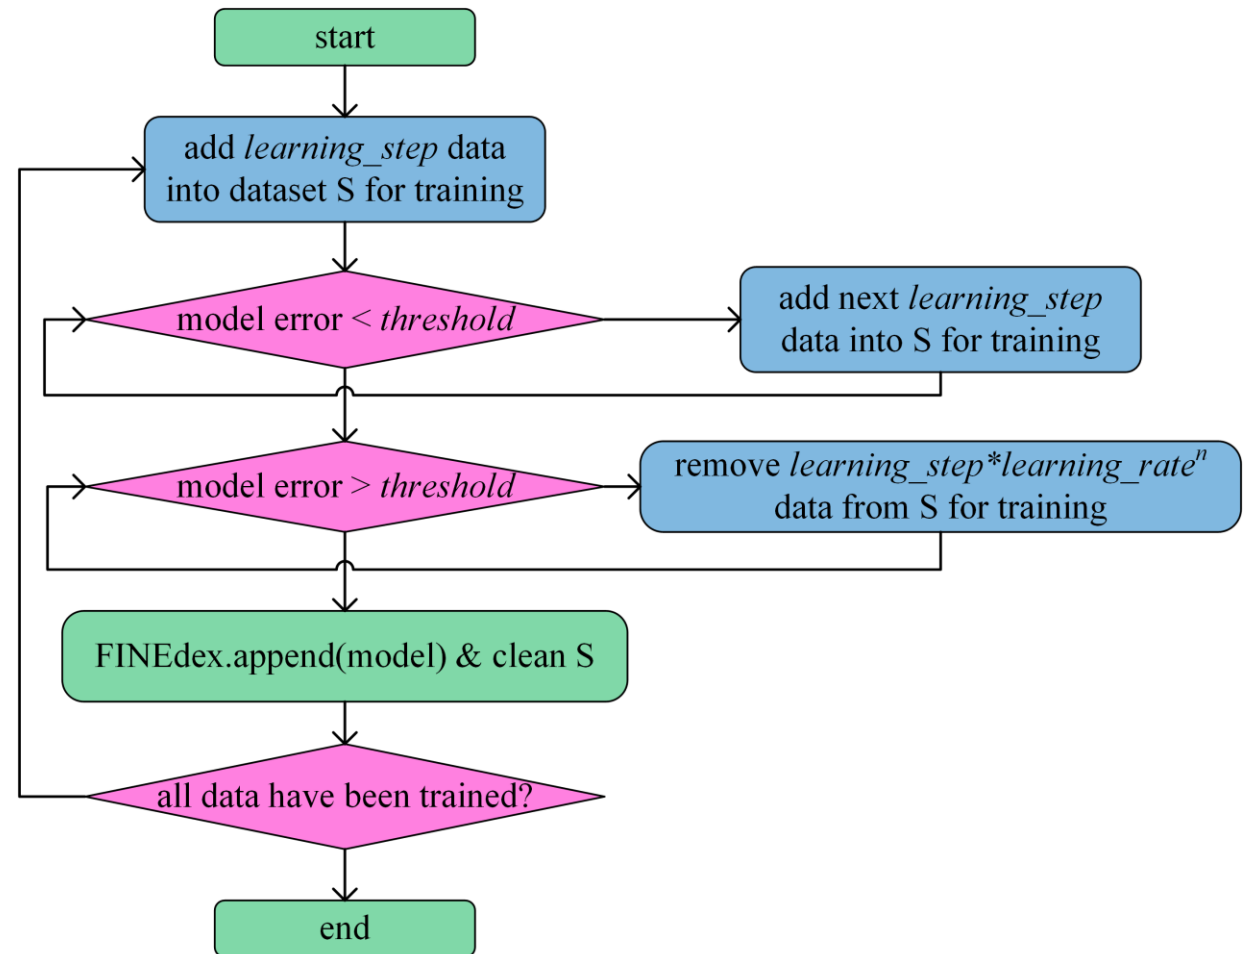 start
add learning_step data
into dataset S for training
model error < threshold
add next learning_step
data into S for training
model error > threshold
remove learning_step*learning_rateⁿ
data from S for training
FINEdex.append(model) & clean S
all data have been trained?
end